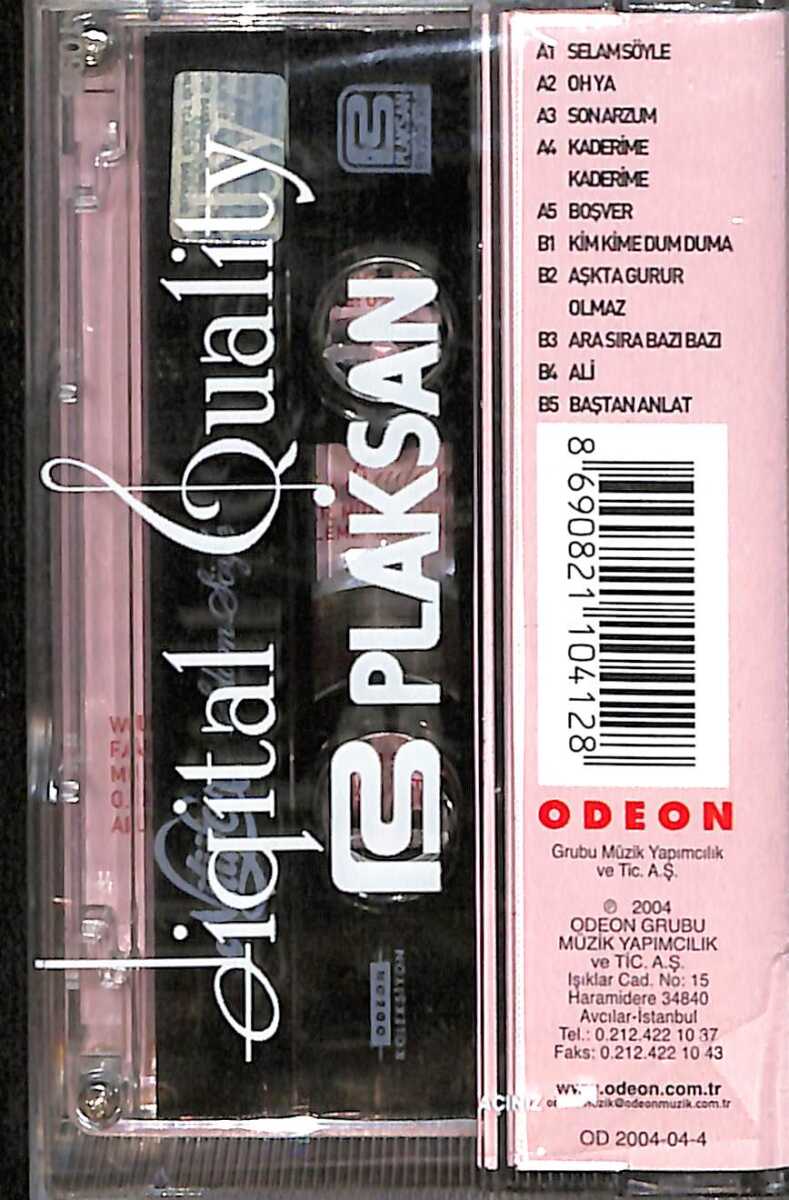 A1 SELAM SÖYLE
A2 OH YA
A3 SON ARZUM
A4 KADERİME
KADERİME
A5 BOŞVER
B1 KİM KİME DUM DUMA
B2 AŞKTA GURUR
OLMAZ
B3 ARA SIRA BAZI BAZI
B4 ALİ
B5 BAŞTAN ANLAT
8 690821 104128
ODEON
Grubu Müzik Yapımcılık
ve Tic. A.Ş.
℗ 2004
ODEON GRUBU
MÜZİK YAPIMCILIK
ve TİC. A.Ş.
Işıklar Cad. No: 15
Haramidere 34840
Avcılar-İstanbul
Tel.: 0.212.422 10 37
Faks: 0.212.422 10 43
www.odeon.com.tr
OD 2004-04-4
AÇINIZ
Digital Quality
PLAKSAN
PLAKSAN
ODEON
KOLEKSİYON